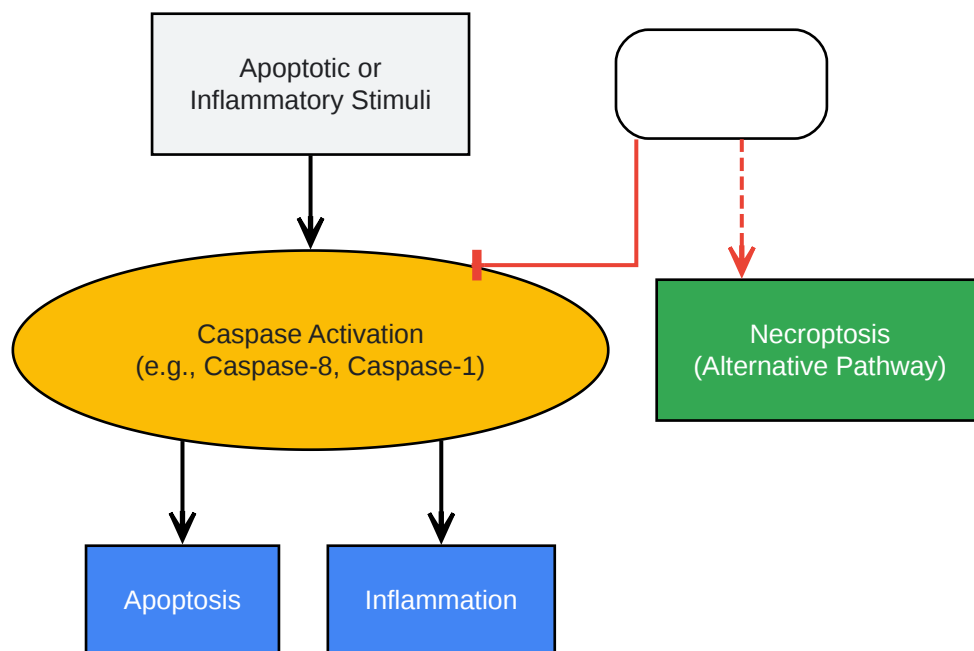 Apoptotic or
Inflammatory Stimuli
Caspase Activation
(e.g., Caspase-8, Caspase-1)
Necroptosis
(Alternative Pathway)
Apoptosis
Inflammation